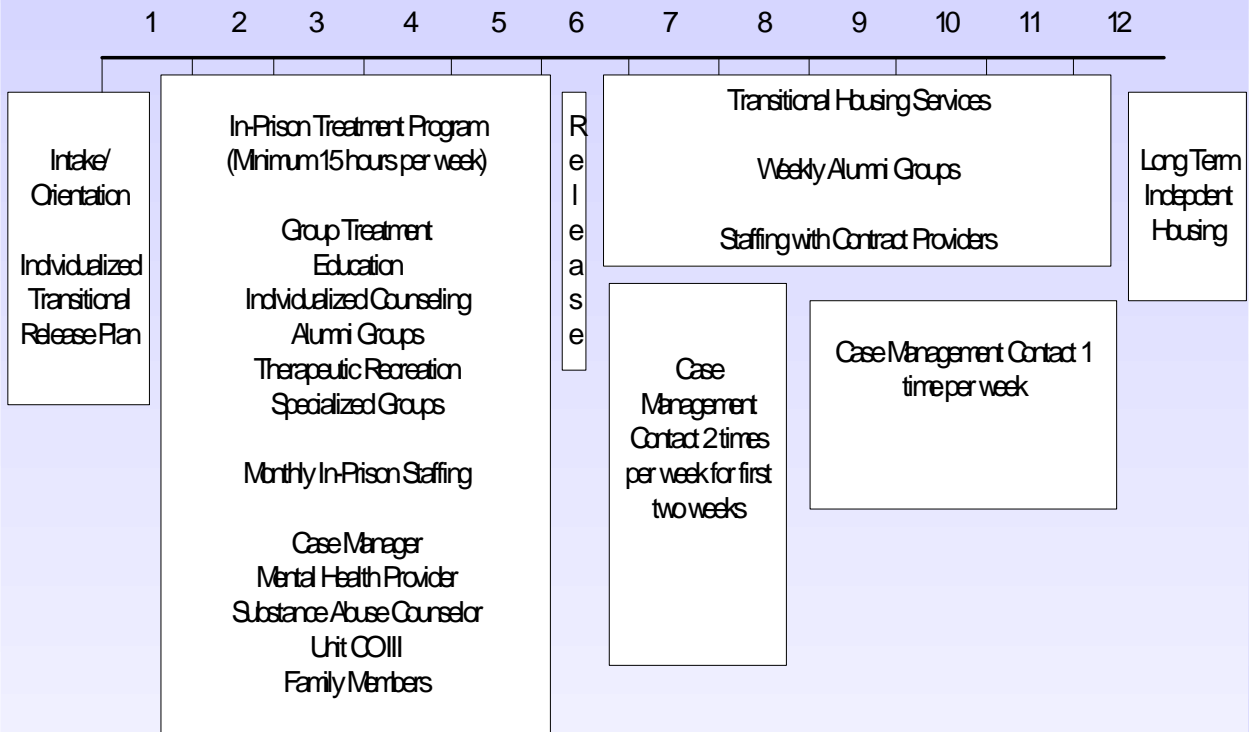 1 2 3 4 5 6 7 8 9 10 11 12
Intake/
Orientation
Individualized
Transitional
Release Plan
In-Prison Treatment Program
(Minimum 15 hours per week)
Group Treatment
Education
Individualized Counseling
Alumni Groups
Therapeutic Recreation
Specialized Groups
Monthly In-Prison Staffing
Case Manager
Mental Health Provider
Substance Abuse Counselor
Unit COIII
Family Members
R
e
l
e
a
s
e
Transitional Housing Services
Weekly Alumni Groups
Staffing with Contract Providers
Case
Management
Contact 2 times
per week for first
two weeks
Case Management Contact 1
time per week
Long Term
Indepdent
Housing